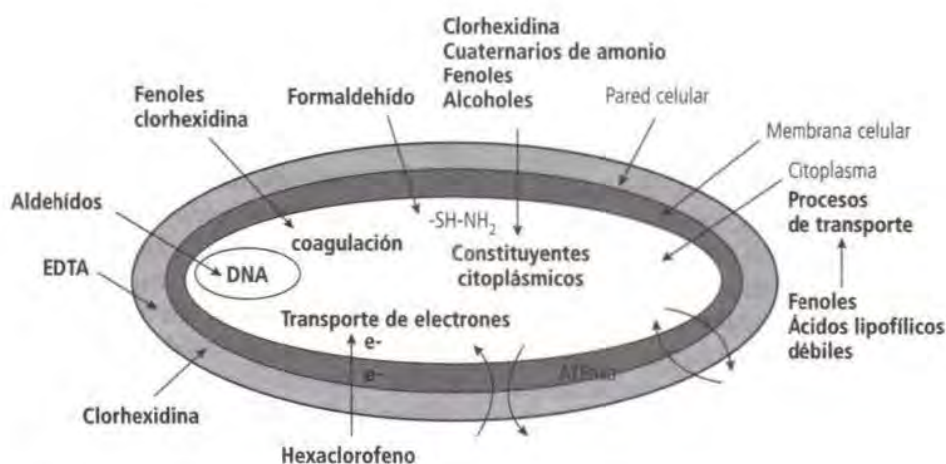 Clorhexidina
Cuaternarios de amonio
Fenoles
Alcoholes
Fenoles
clorhexidina
Formaldehído
Pared celular
Membrana celular
Citoplasma
Procesos
de transporte
Aldehídos
EDTA
-SH-NH2
coagulación
DNA
Constituyentes
citoplásmicos
Transporte de electrones
e-
e-
Fenoles
Ácidos lipofílicos
débiles
Clorhexidina
Hexaclorofeno